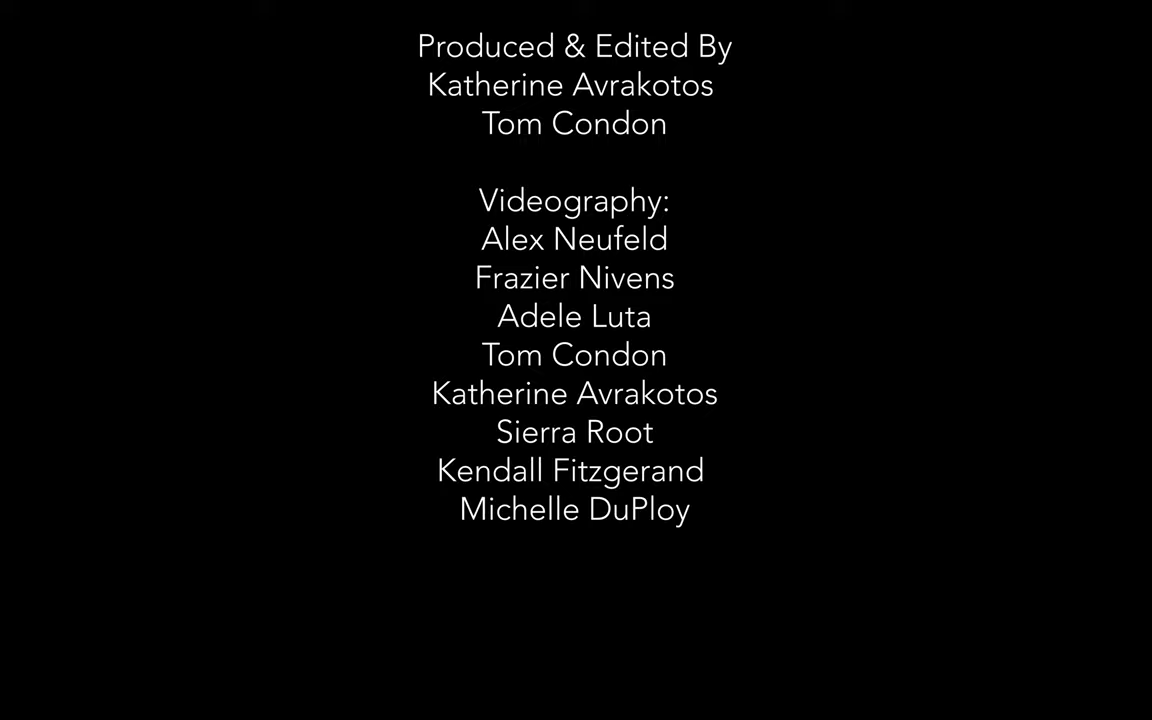 Produced & Edited By
Katherine Avrakotos
Tom Condon
Videography:
Alex Neufeld
Frazier Nivens
Adele Luta
Tom Condon
Katherine Avrakotos
Sierra Root
Kendall Fitzgerand
Michelle DuPloy